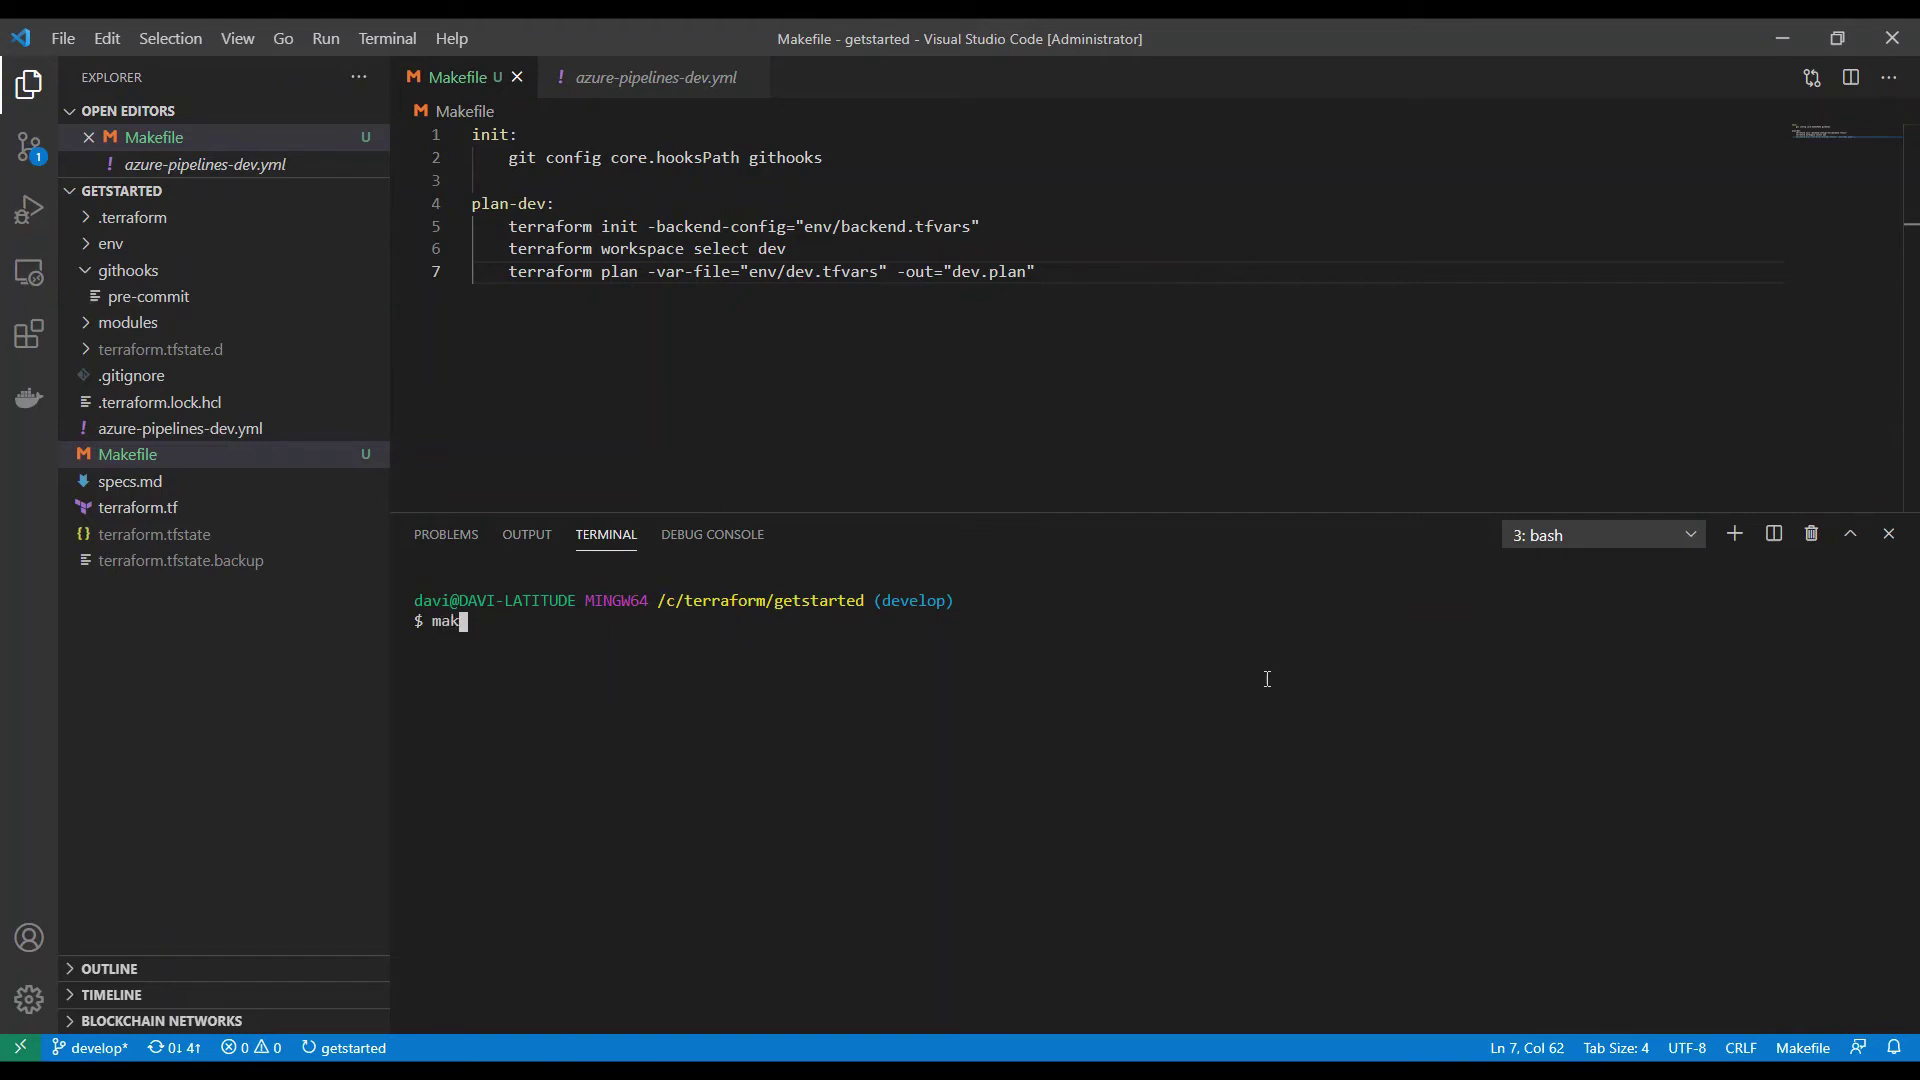 File Edit Selection View Go Run Terminal Help
Makefile - getstarted - Visual Studio Code [Administrator]
EXPLORER
OPEN EDITORS
Makefile U
azure-pipelines-dev.yml
GETSTARTED
.terraform
env
githooks
pre-commit
modules
terraform.tfstate.d
.gitignore
.terraform.lock.hcl
azure-pipelines-dev.yml
Makefile U
specs.md
terraform.tf
terraform.tfstate
terraform.tfstate.backup
OUTLINE
TIMELINE
BLOCKCHAIN NETWORKS
Makefile U
azure-pipelines-dev.yml
Makefile
1 init:
2 git config core.hooksPath githooks
3
4 plan-dev:
5 terraform init -backend-config="env/backend.tfvars"
6 terraform workspace select dev
7 terraform plan -var-file="env/dev.tfvars" -out="dev.plan"
PROBLEMS OUTPUT TERMINAL DEBUG CONSOLE
3: bash
davi@DAVI-LATITUDE MINGW64 /c/terraform/getstarted (develop)
$ mak
1
develop* 0↓ 4↑ 0 0 getstarted
Ln 7, Col 62 Tab Size: 4 UTF-8 CRLF Makefile